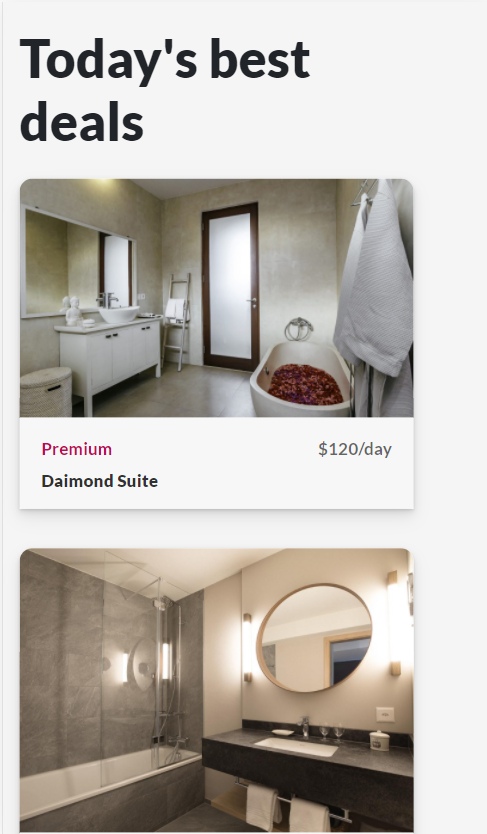 Today's best
deals
Premium $120/day
Daimond Suite